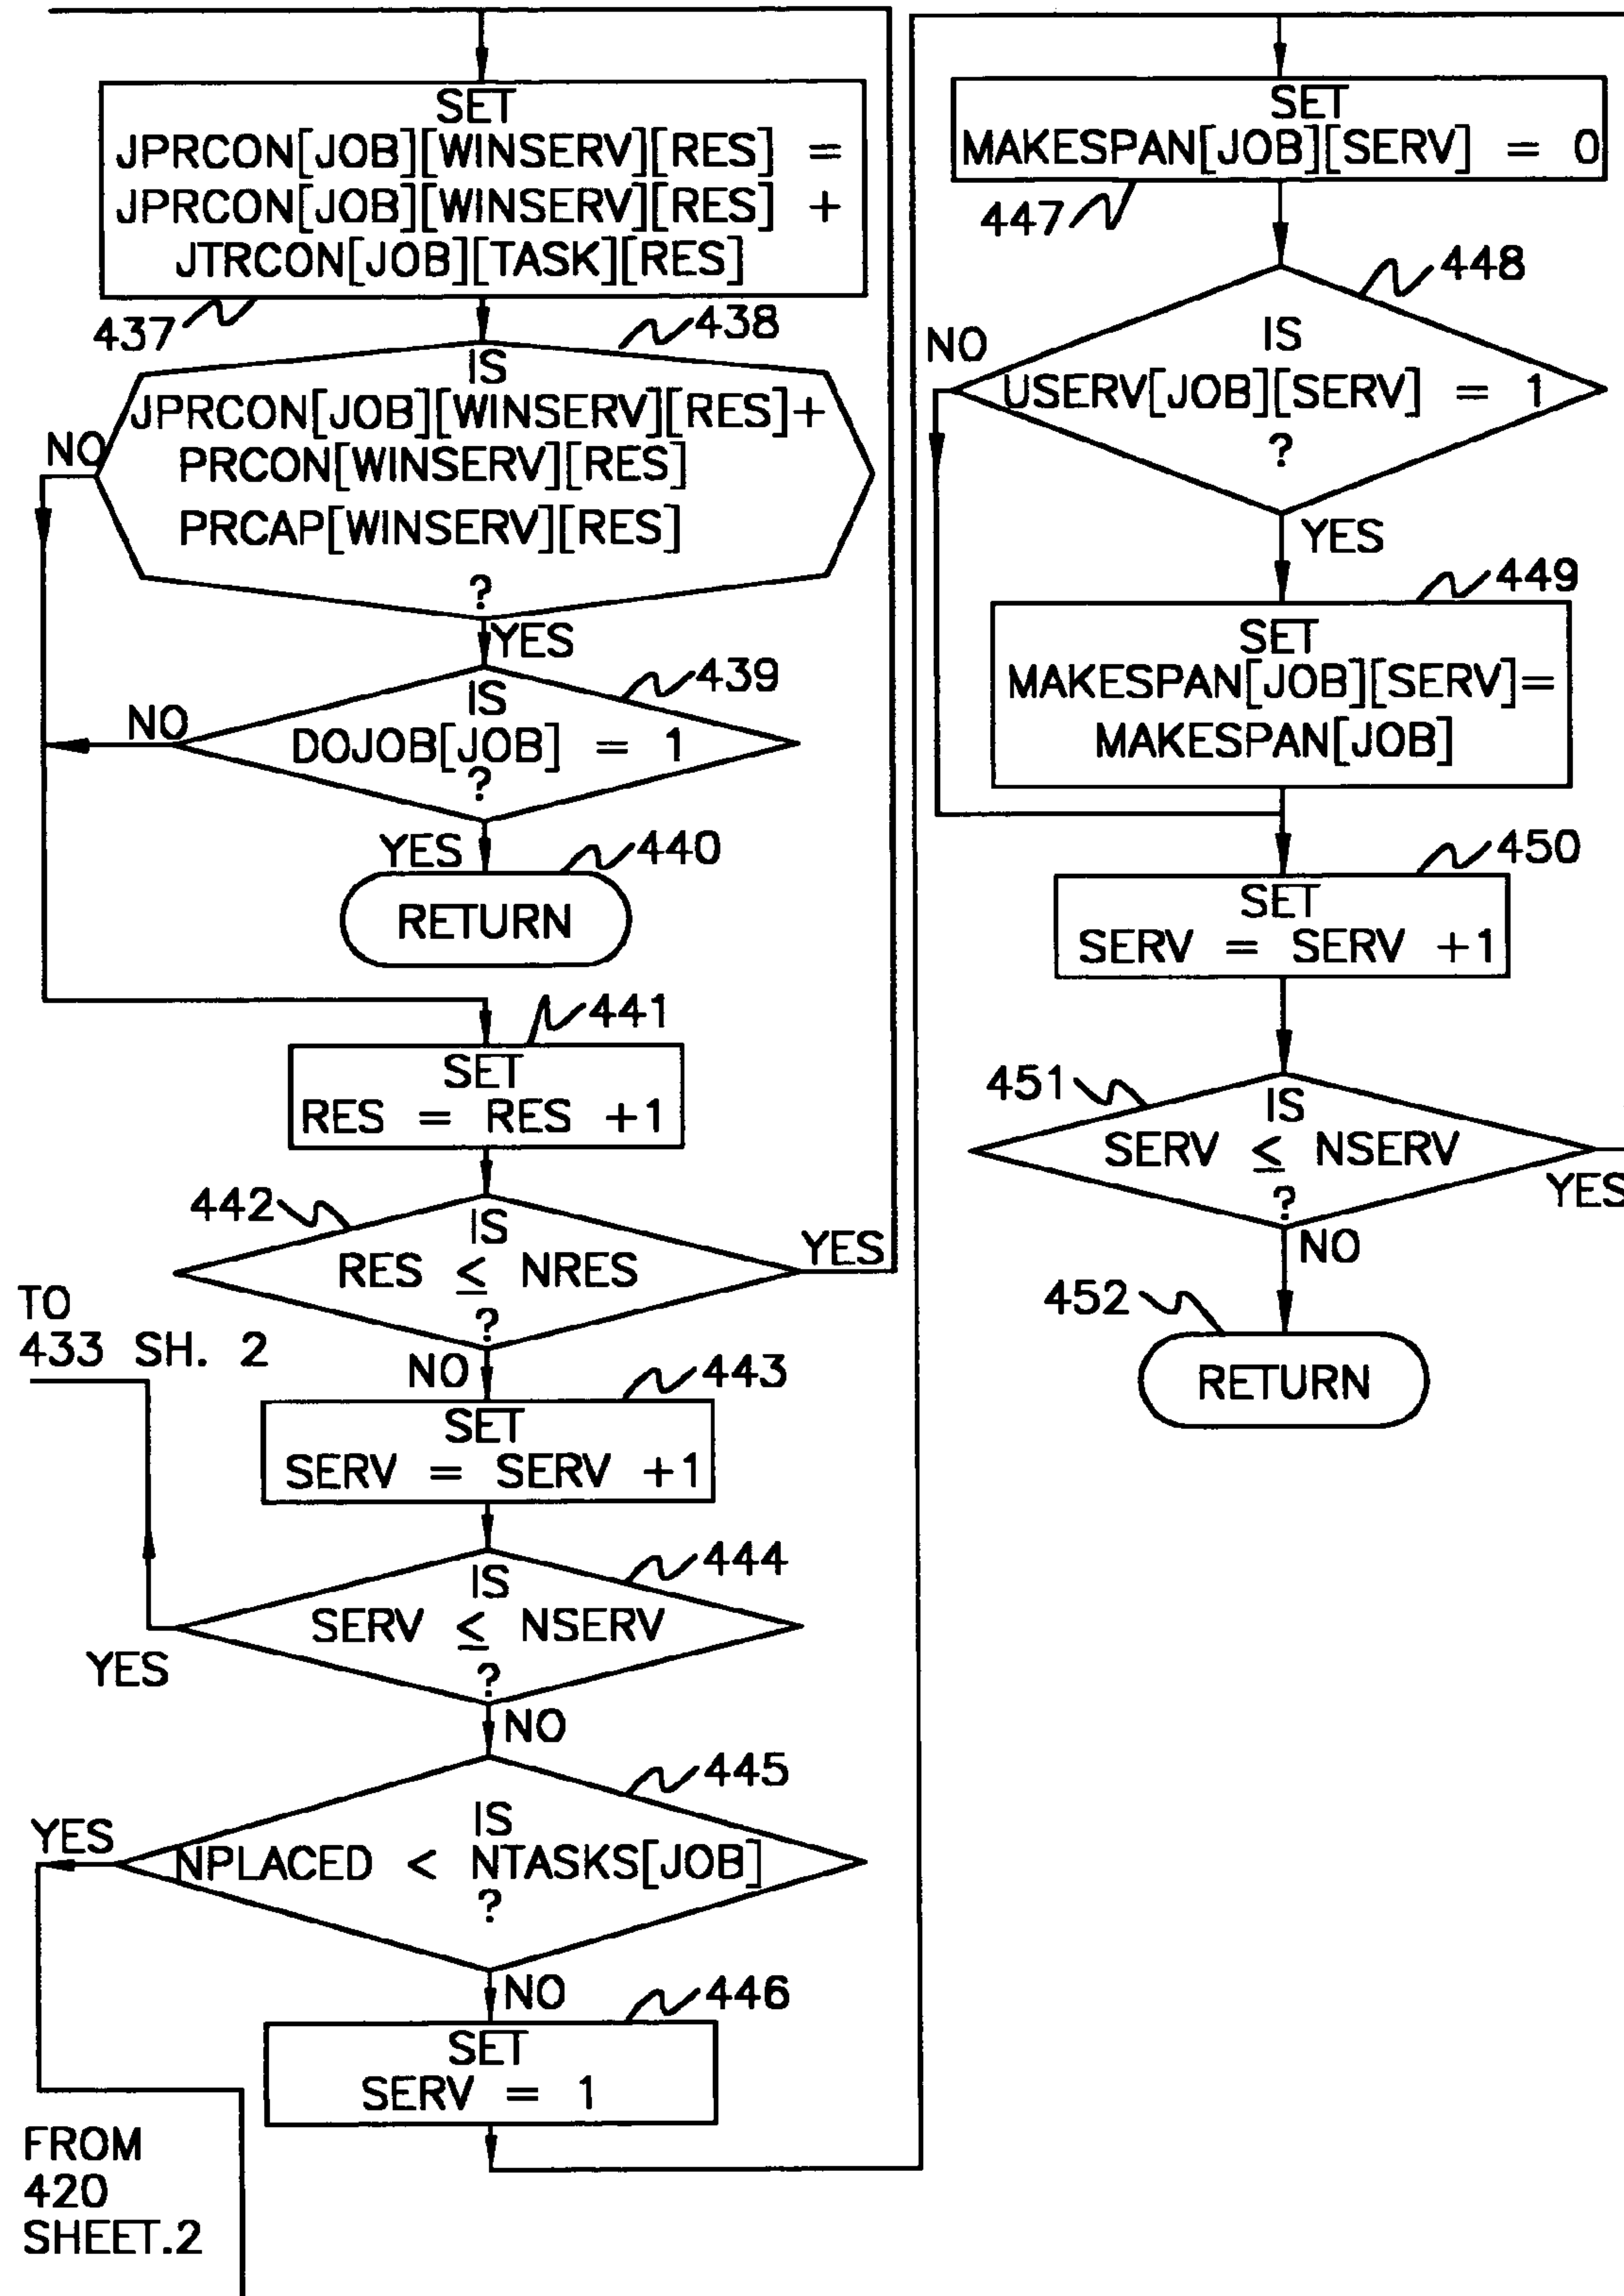 SET
JPRCON[JOB][WINSERV][RES] =
JPRCON[JOB][WINSERV][RES] +
JTRCON[JOB][TASK][RES]
437
438
IS
JPRCON[JOB][WINSERV][RES]+
PRCON[WINSERV][RES]
PRCAP[WINSERV][RES]
?
NO
YES
439
IS
DOJOB[JOB] = 1
?
NO
YES
440
RETURN
441
SET
RES = RES +1
442
IS
RES ≤ NRES
?
YES
TO
433 SH. 2
NO
443
SET
SERV = SERV +1
444
IS
SERV ≤ NSERV
?
YES
NO
445
IS
NPLACED < NTASKS[JOB]
?
YES
NO
446
SET
SERV = 1
FROM
420
SHEET.2
SET
MAKESPAN[JOB][SERV] = 0
447
448
IS
USERV[JOB][SERV] = 1
?
NO
YES
449
SET
MAKESPAN[JOB][SERV]=
MAKESPAN[JOB]
450
SET
SERV = SERV +1
451
IS
SERV ≤ NSERV
?
YES
NO
452
RETURN